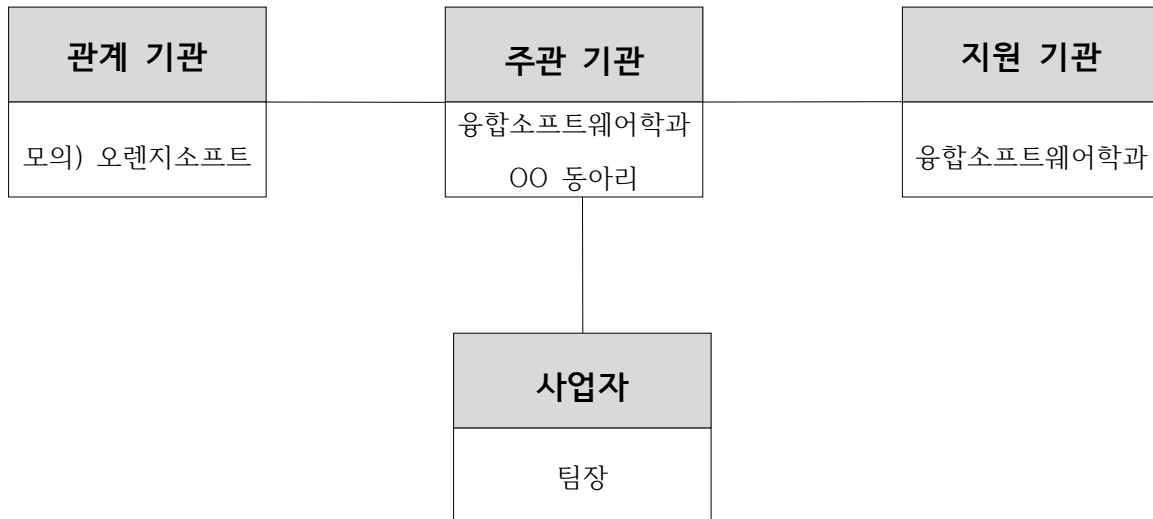 관계 기관
주관 기관
지원 기관
모의) 오렌지소프트
융합소프트웨어학과
OO 동아리
융합소프트웨어학과
사업자
팀장